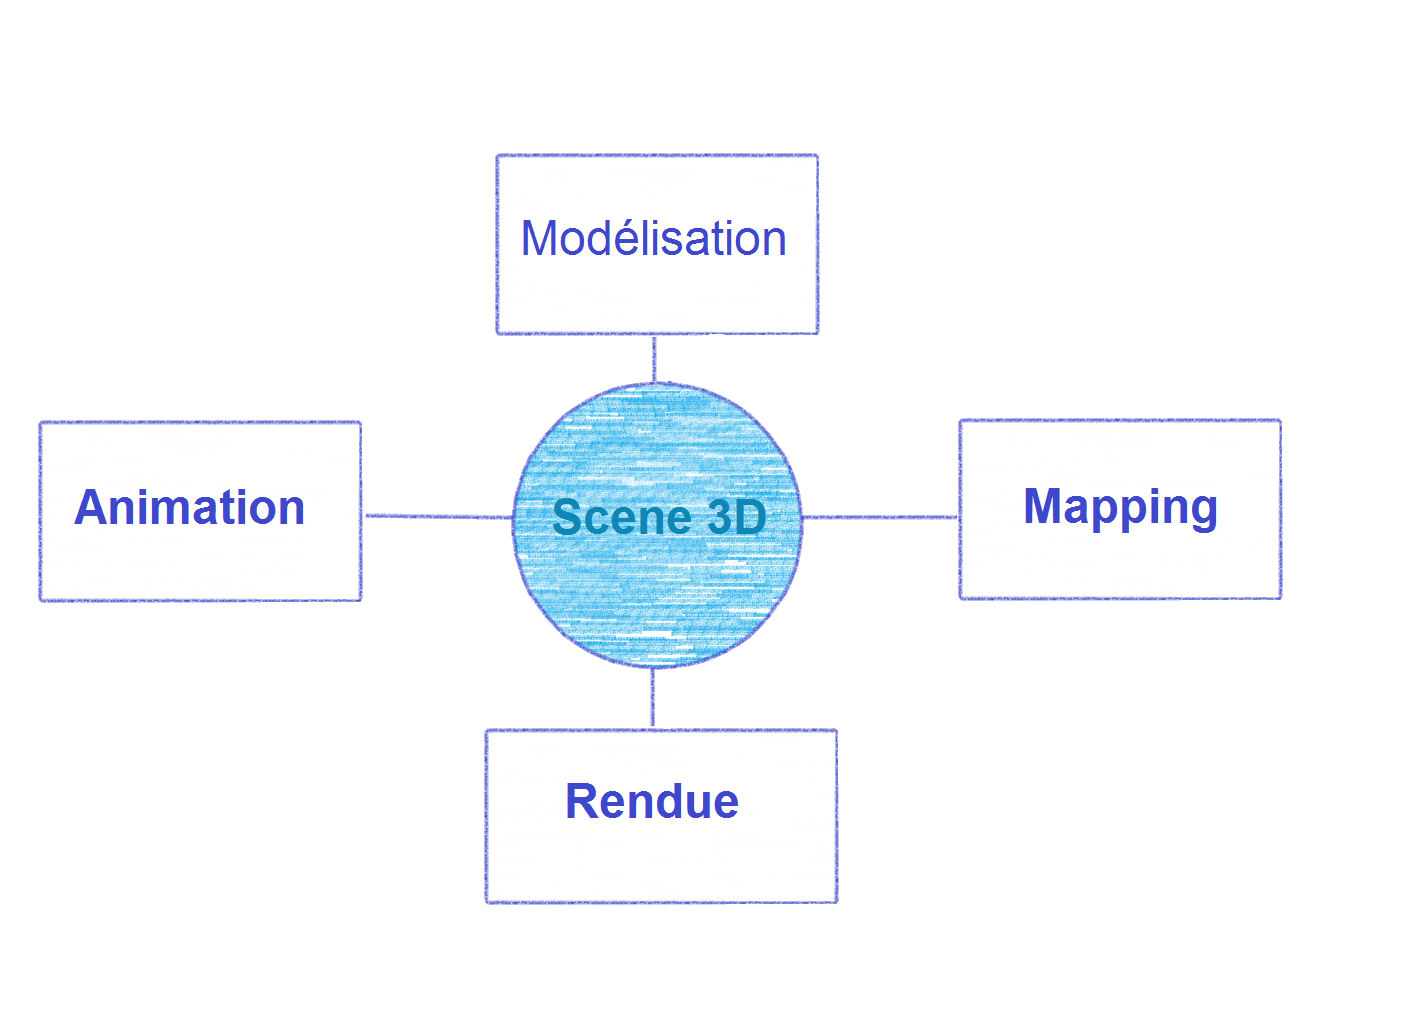 Modélisation
Animation
Scene 3D
Mapping
Rendue